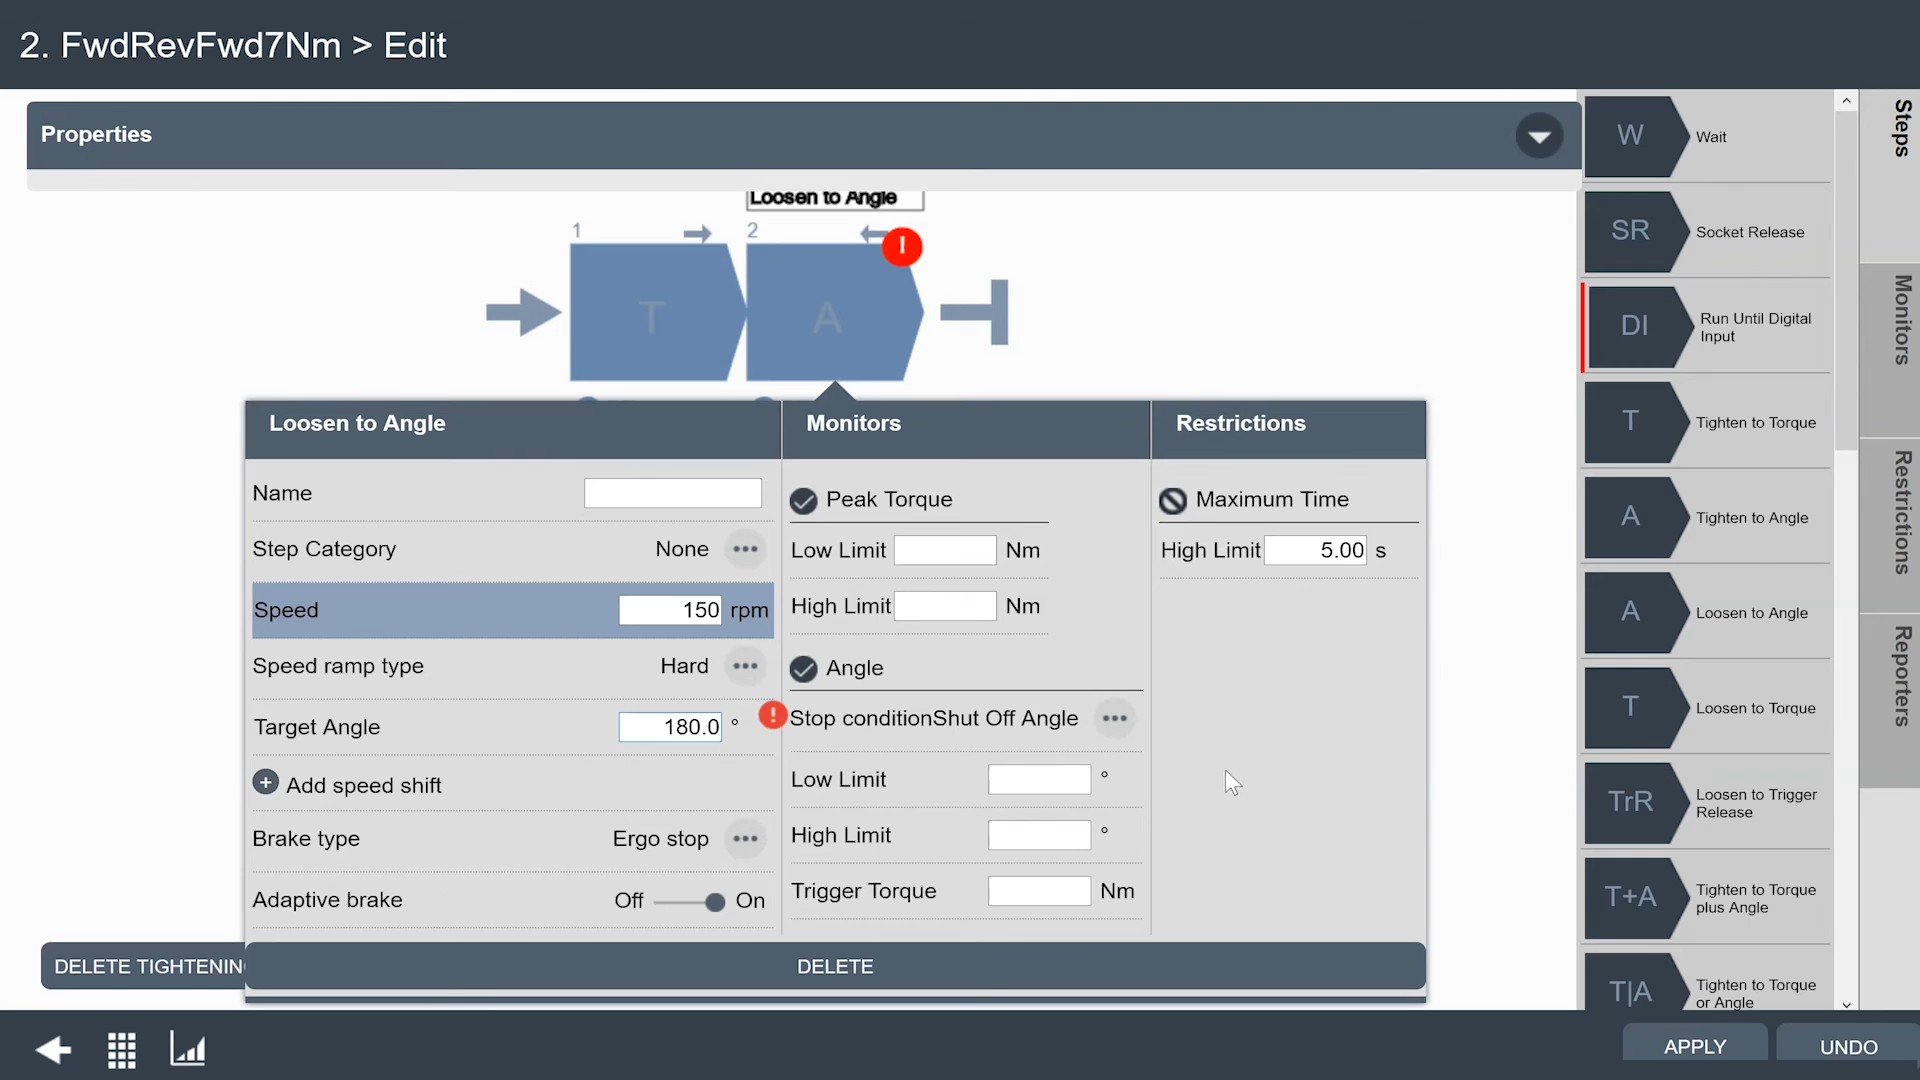 2. FwdRevFwd7Nm > Edit
Properties
Loosen to Angle
1
2
!
T
A
Loosen to Angle
Monitors
Restrictions
Name
Step Category None
Speed 150 rpm
Speed ramp type Hard
Target Angle 180.0 °
!
Add speed shift
Brake type Ergo stop
Adaptive brake Off On
Peak Torque
Low Limit Nm
High Limit Nm
Angle
Stop conditionShut Off Angle
Low Limit °
High Limit °
Trigger Torque Nm
Maximum Time
High Limit 5.00 s
DELETE TIGHTENIN
DELETE
W Wait
SR Socket Release
DI Run Until Digital
Input
T Tighten to Torque
A Tighten to Angle
A Loosen to Angle
T Loosen to Torque
TrR Loosen to Trigger
Release
T+A Tighten to Torque
plus Angle
T|A Tighten to Torque
or Angle
Steps
Monitors
Restrictions
Reporters
APPLY
UNDO